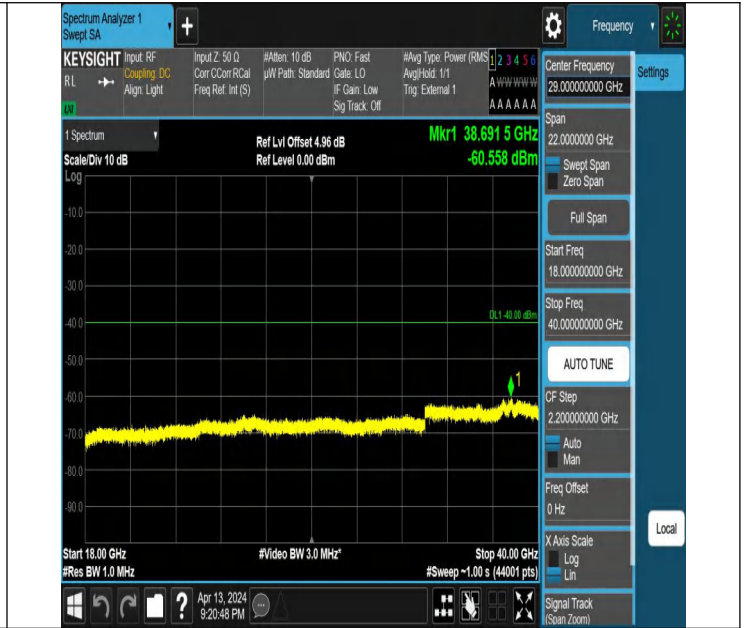 Spectrum Analyzer 1
Swept SA
+
Frequency
KEYSIGHT
RL
Input: RF
Coupling: DC
Align: Light
Input Z: 50 Ω
Corr CCorr RCal
Freq Ref: Int (S)
#Atten: 10 dB
µW Path: Standard
PNO: Fast
Gate: LO
IF Gain: Low
Sig Track: Off
#Avg Type: Power (RMS
Avg|Hold: 1/1
Trig: External 1
1 2 3 4 5 6
A W W W W W
A A A A A A
1 Spectrum
Scale/Div 10 dB
Log
Ref Lvl Offset 4.96 dB
Ref Level 0.00 dBm
Mkr1 38.691 5 GHz
-60.558 dBm
-10.0
-20.0
-30.0
-40.0
-50.0
-60.0
-70.0
-80.0
-90.0
DL1 -40.00 dBm
1
Start 18.00 GHz
#Res BW 1.0 MHz
#Video BW 3.0 MHz*
Stop 40.00 GHz
#Sweep ~1.00 s (44001 pts)
?
Apr 13, 2024
9:20:48 PM
Center Frequency
29.000000000 GHz
Settings
Span
22.0000000 GHz
Swept Span
Zero Span
Full Span
Start Freq
18.000000000 GHz
Stop Freq
40.000000000 GHz
AUTO TUNE
CF Step
2.200000000 GHz
Auto
Man
Freq Offset
0 Hz
X Axis Scale
Log
Lin
Local
Signal Track
(Span Zoom)